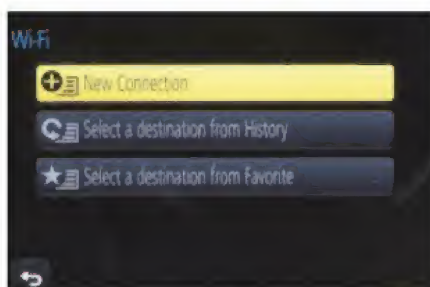 Wi-Fi
New Connection
Select a destination from History
Select a destination from Favorite